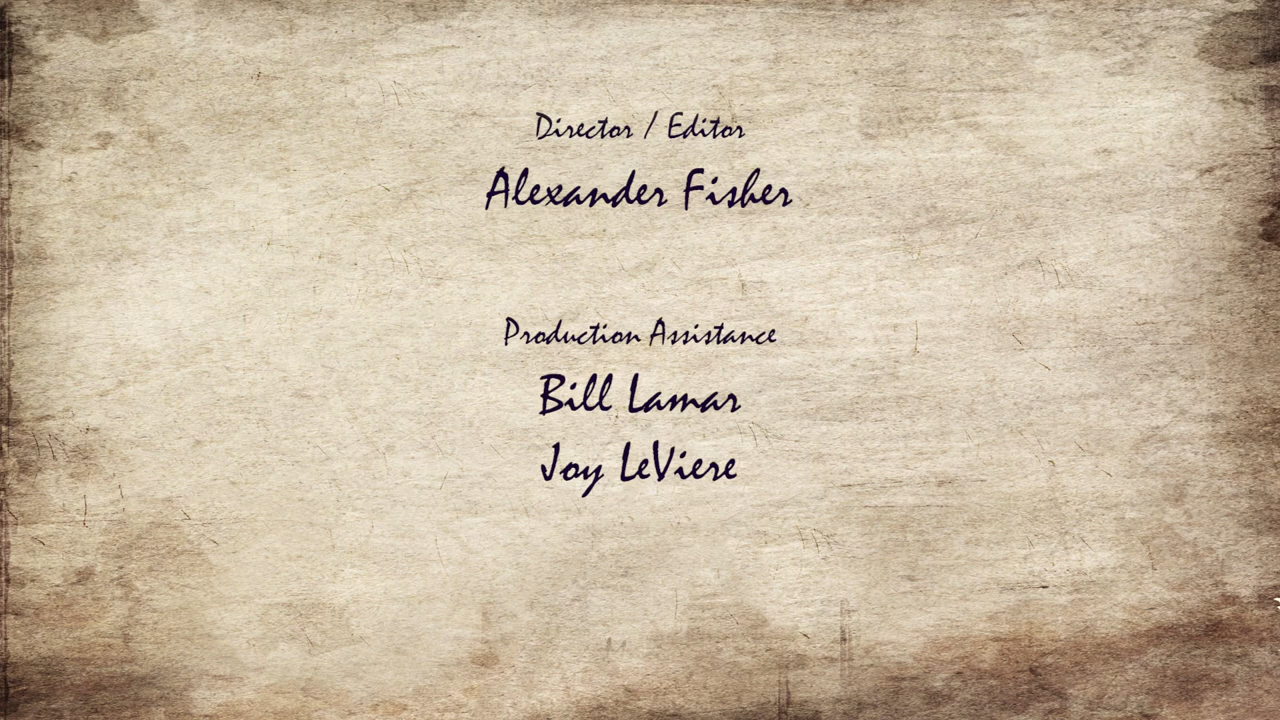 Director / Editor
Alexander Fisher
Production Assistance
Bill Lamar
Joy LeViere